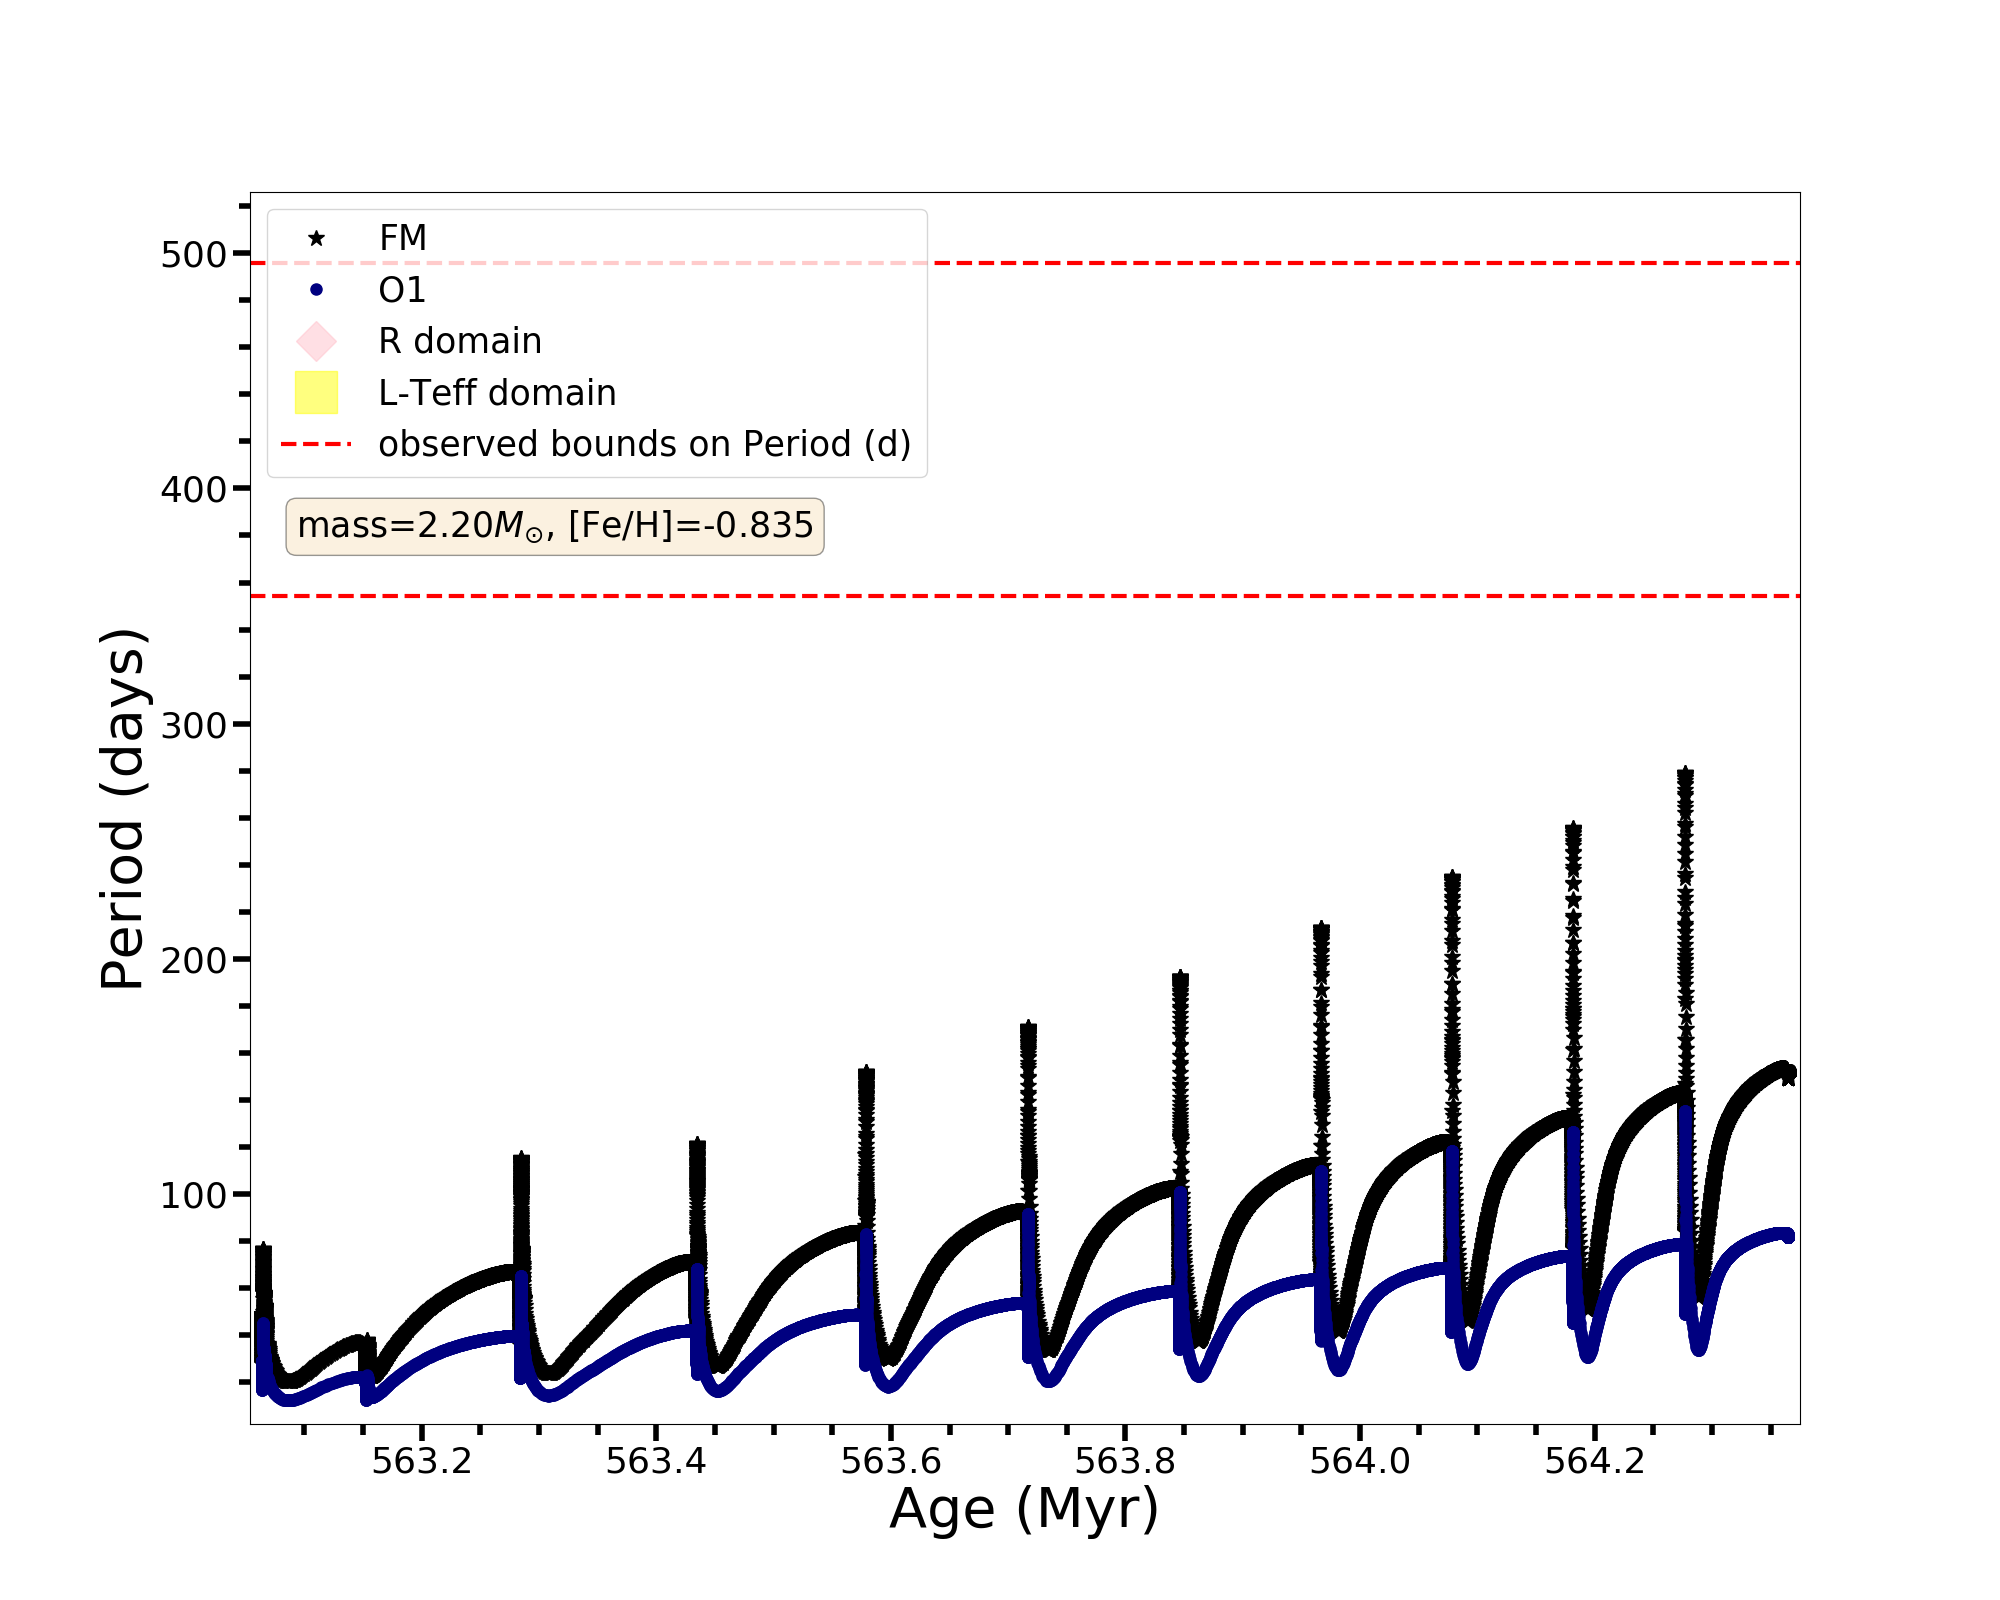 FM
O1
R domain
L-Teff domain
observed bounds on Period (d)
mass=2.20M⊙, [Fe/H]=-0.835
500
400
300
200
100
Period (days)
563.2 563.4 563.6 563.8 564.0 564.2
Age (Myr)